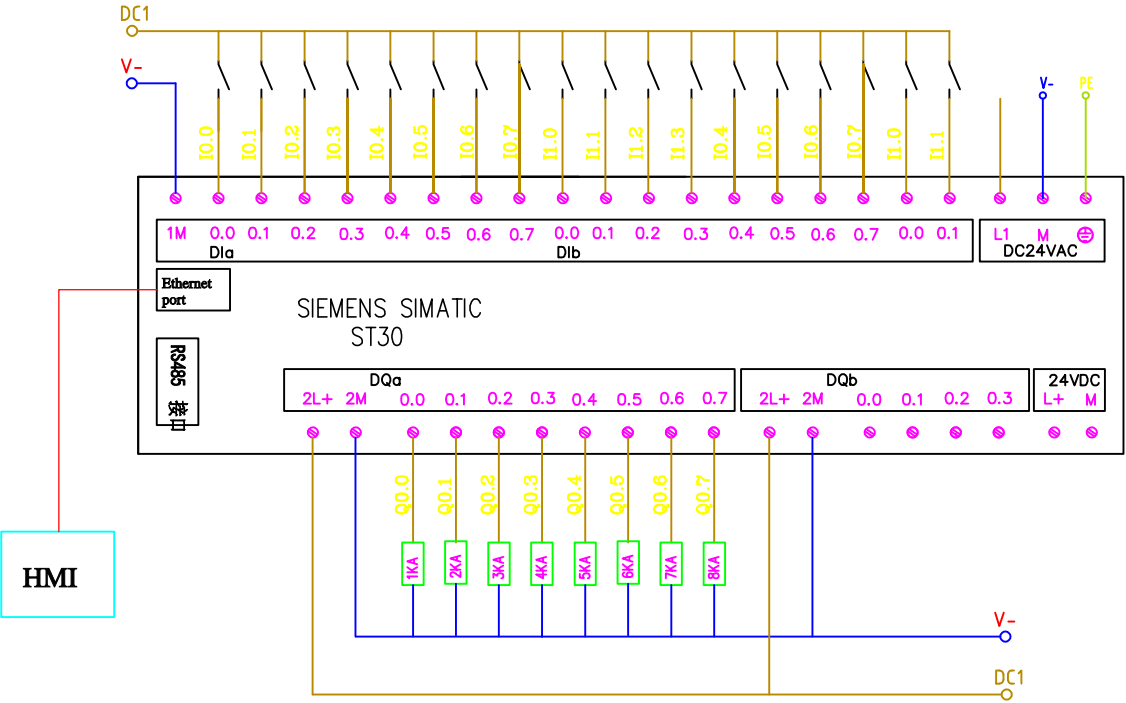 DC1
V-
V-
PE
I0.0
I0.1
I0.2
I0.3
I0.4
I0.5
I0.6
I0.7
I1.0
I1.1
I1.2
I1.3
I0.4
I0.5
I0.6
I0.7
I1.0
I1.1
1M 0.0 0.1 0.2 0.3 0.4 0.5 0.6 0.7 0.0 0.1 0.2 0.3 0.4 0.5 0.6 0.7 0.0 0.1
L1 M
DIa
DIb
DC24VAC
Ethernet
port
SIEMENS SIMATIC
ST30
RS485 接口
DQa
2L+ 2M 0.0 0.1 0.2 0.3 0.4 0.5 0.6 0.7
DQb
2L+ 2M 0.0 0.1 0.2 0.3
24VDC
L+ M
Q0.0
Q0.1
Q0.2
Q0.3
Q0.4
Q0.5
Q0.6
Q0.7
1KA
2KA
3KA
4KA
5KA
6KA
7KA
8KA
HMI
V-
DC1